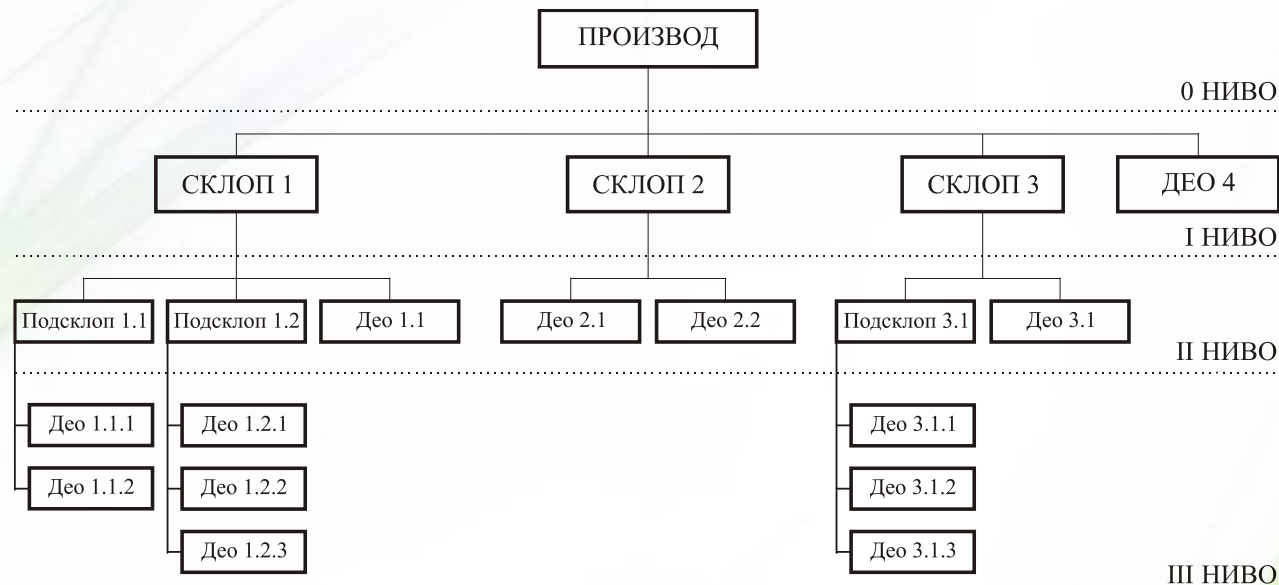 ПРОИЗВОД
0 НИВО
СКЛОП 1
СКЛОП 2
СКЛОП 3
ДЕО 4
I НИВО
Подсклоп 1.1
Подсклоп 1.2
Део 1.1
Део 2.1
Део 2.2
Подсклоп 3.1
Део 3.1
II НИВО
Део 1.1.1
Део 1.2.1
Део 3.1.1
Део 1.1.2
Део 1.2.2
Део 3.1.2
Део 1.2.3
Део 3.1.3
III НИВО